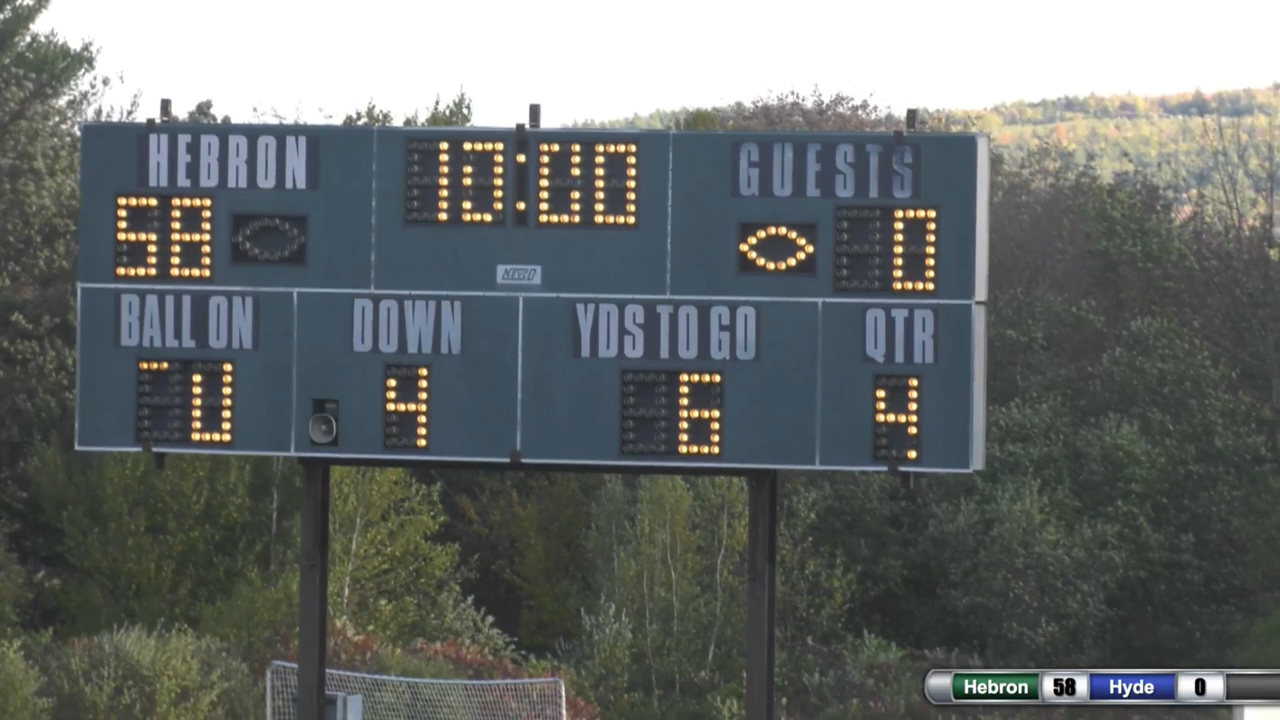 HEBRON 10:00 GUESTS
58 0
NEVCO
BALL ON DOWN YDS TO GO QTR
0 4 6 4
Hebron 58 Hyde 0